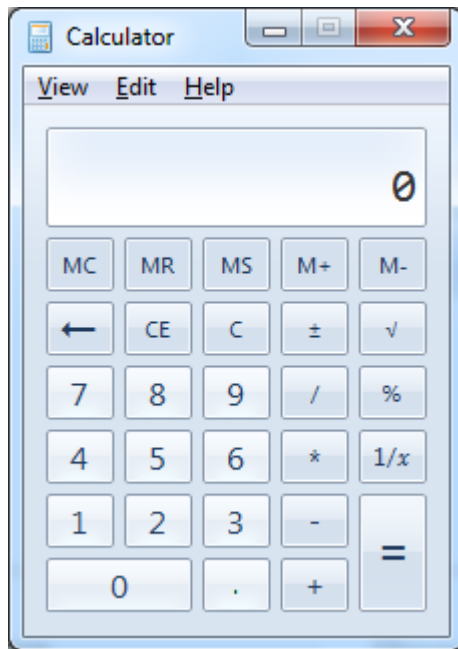 Calculator
View Edit Help
0
MC MR MS M+ M-
← CE C ± √
7 8 9 / %
4 5 6 * 1/x
1 2 3 - =
0 . +